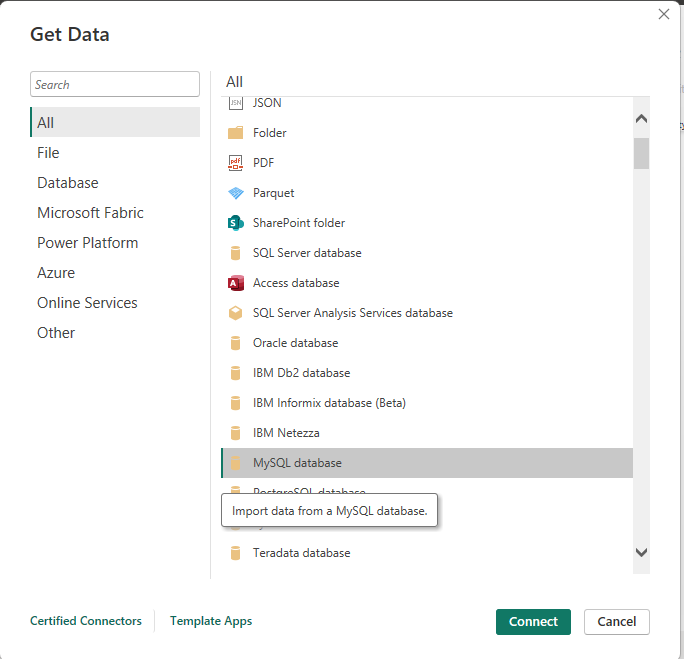 Get Data
Search
All
File
Database
Microsoft Fabric
Power Platform
Azure
Online Services
Other
All
JSON
Folder
PDF
Parquet
SharePoint folder
SQL Server database
Access database
SQL Server Analysis Services database
Oracle database
IBM Db2 database
IBM Informix database (Beta)
IBM Netezza
MySQL database
PostgreSQL database
Import data from a MySQL database.
Teradata database
Certified Connectors
Template Apps
Connect
Cancel